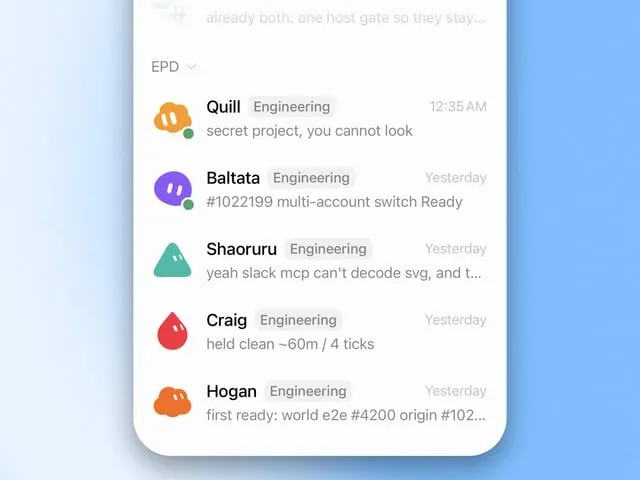 already both, one host gate so they stay...
EPD
Quill Engineering 12:35 AM
secret project, you cannot look
Baltata Engineering Yesterday
#1022199 multi-account switch Ready
Shaoruru Engineering Yesterday
yeah slack mcp can't decode svg, and t...
Craig Engineering Yesterday
held clean ~60m / 4 ticks
Hogan Engineering Yesterday
first ready: world e2e #4200 origin #102...